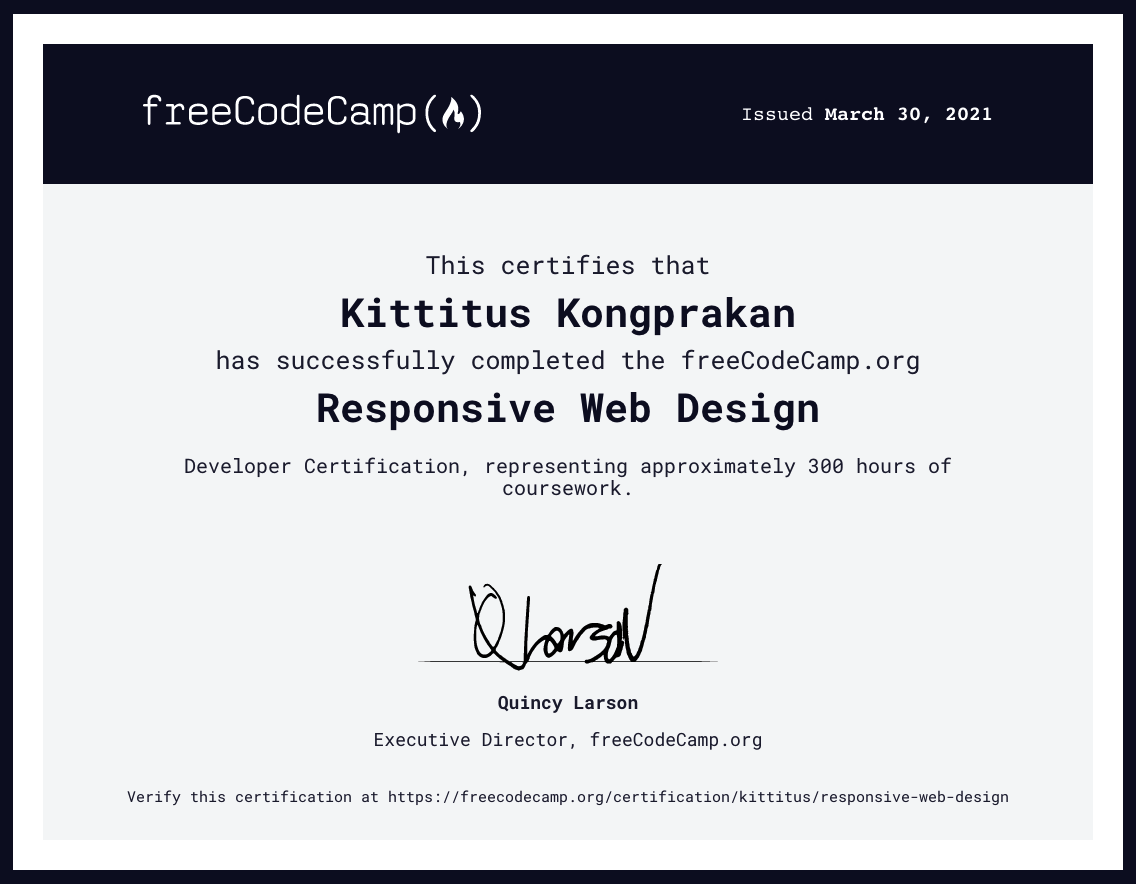 freeCodeCamp(🔥)
Issued March 30, 2021
This certifies that
Kittitus Kongprakan
has successfully completed the freeCodeCamp.org
Responsive Web Design
Developer Certification, representing approximately 300 hours of
coursework.
Q Larson
Quincy Larson
Executive Director, freeCodeCamp.org
Verify this certification at https://freecodecamp.org/certification/kittitus/responsive-web-design